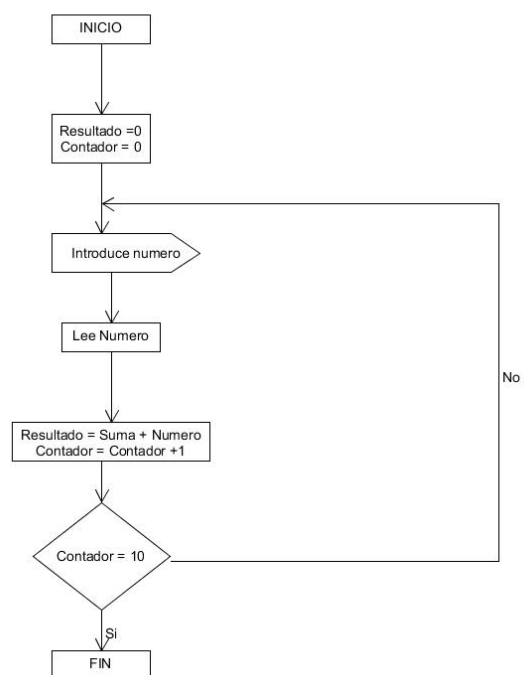 INICIO
Resultado =0
Contador = 0
Introduce numero
Lee Numero
No
Resultado = Suma + Numero
Contador = Contador +1
Contador = 10
Si
FIN